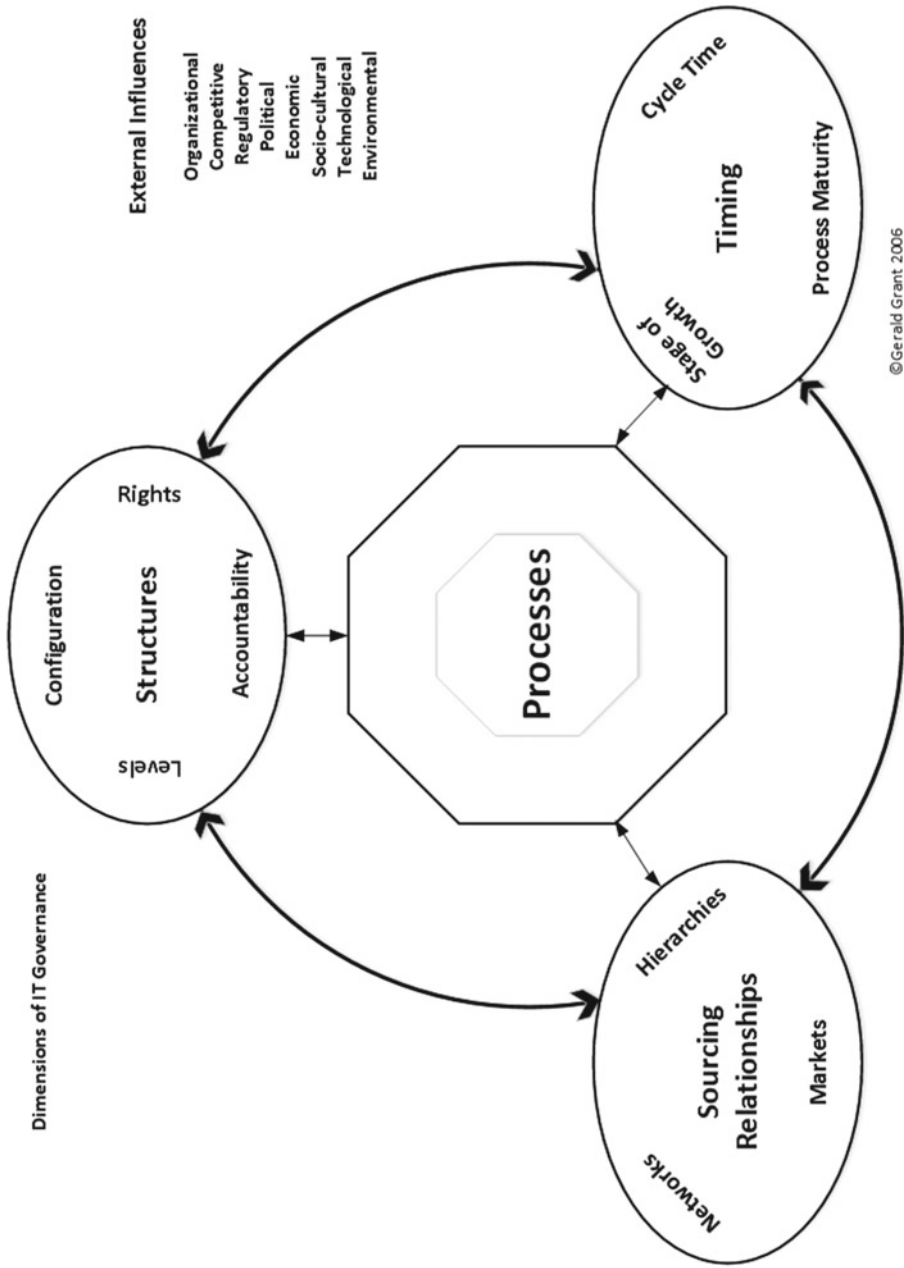 Dimensions of IT Governance
External Influences
Organizational
Competitive
Regulatory
Political
Economic
Socio-cultural
Technological
Environmental
Configuration
Levels
Structures
Rights
Accountability
Processes
Networks
Hierarchies
Sourcing
Relationships
Markets
Stage of
Growth
Cycle Time
Timing
Process Maturity
©Gerald Grant 2006